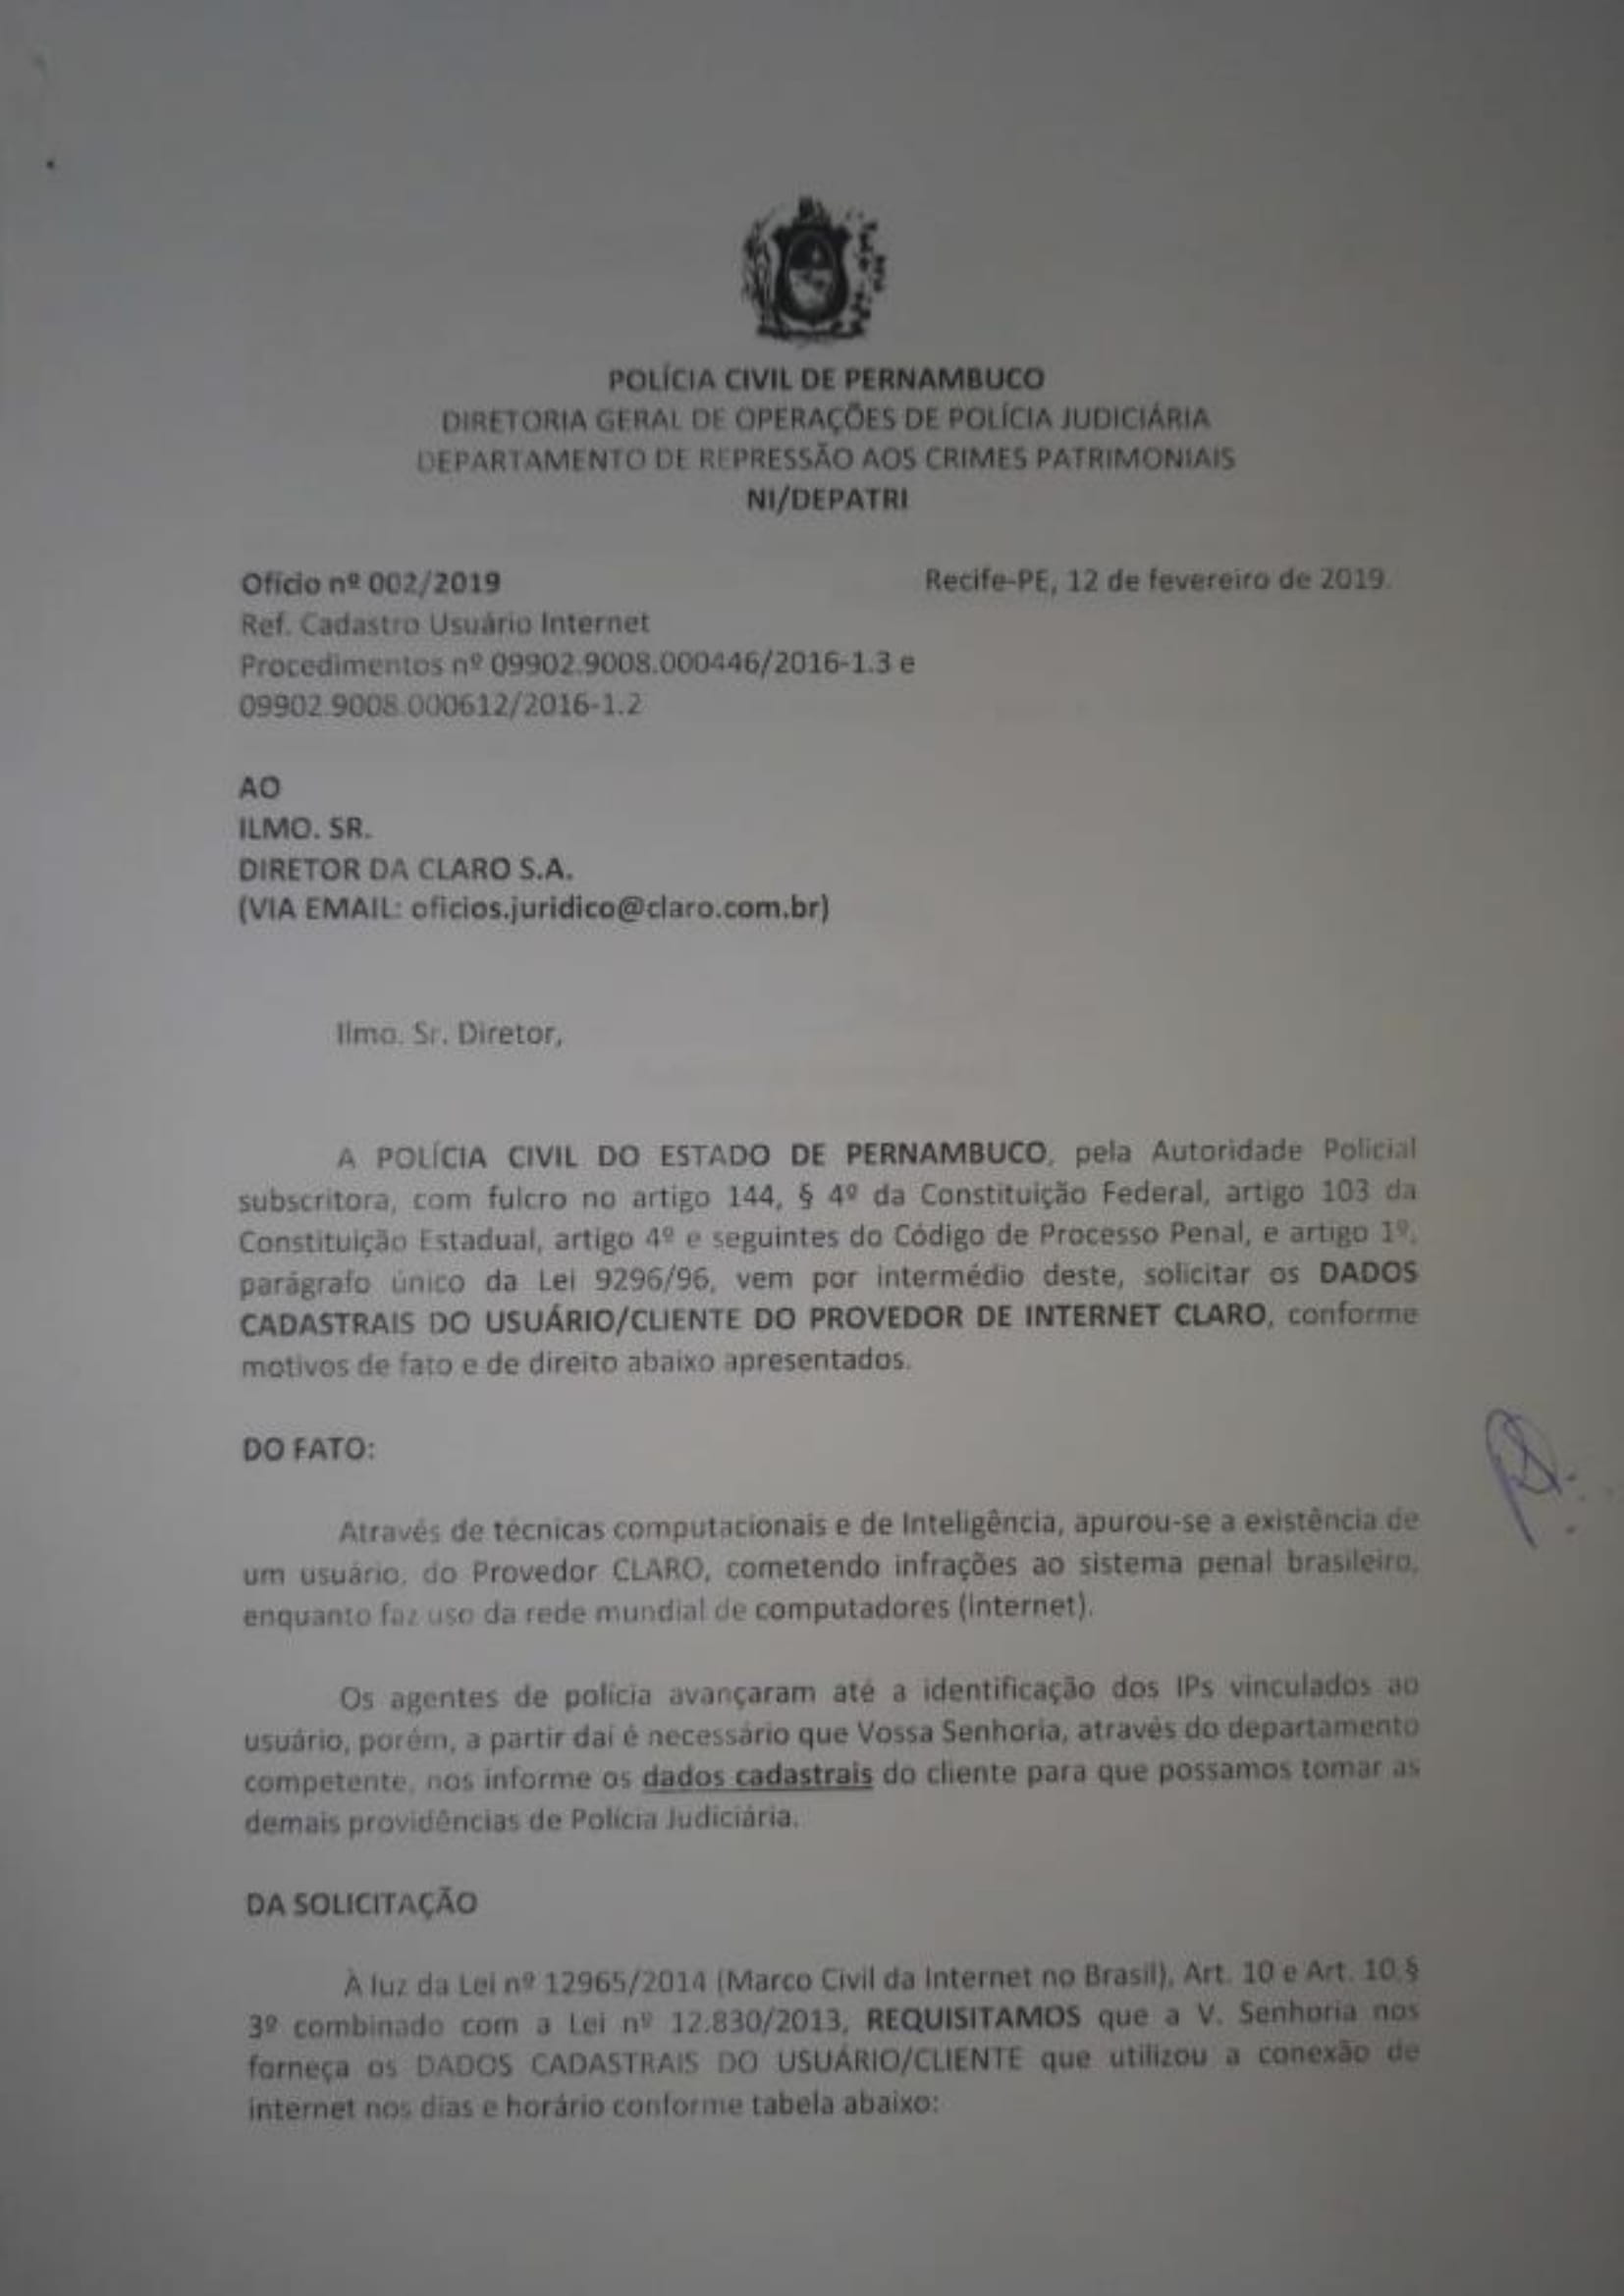 POLÍCIA CIVIL DE PERNAMBUCO
DIRETORIA GERAL DE OPERAÇÕES DE POLÍCIA JUDICIÁRIA
DEPARTAMENTO DE REPRESSÃO AOS CRIMES PATRIMONIAIS
NI/DEPATRI
Ofício nº 002/2019 Recife-PE, 12 de fevereiro de 2019.
Ref. Cadastro Usuário Internet
Procedimentos nº 09902.9008.000446/2016-1.3 e
09902.9008.000612/2016-1.2
AO
ILMO. SR.
DIRETOR DA CLARO S.A.
(VIA EMAIL: oficios.juridico@claro.com.br)
Ilmo. Sr. Diretor,
A POLÍCIA CIVIL DO ESTADO DE PERNAMBUCO, pela Autoridade Policial
subscritora, com fulcro no artigo 144, § 4º da Constituição Federal, artigo 103 da
Constituição Estadual, artigo 4º e seguintes do Código de Processo Penal, e artigo 1º,
parágrafo único da Lei 9296/96, vem por intermédio deste, solicitar os DADOS
CADASTRAIS DO USUÁRIO/CLIENTE DO PROVEDOR DE INTERNET CLARO, conforme
motivos de fato e de direito abaixo apresentados.
DO FATO:
Através de técnicas computacionais e de Inteligência, apurou-se a existência de
um usuário, do Provedor CLARO, cometendo infrações ao sistema penal brasileiro,
enquanto faz uso da rede mundial de computadores (internet).
Os agentes de polícia avançaram até a identificação dos IPs vinculados ao
usuário, porém, a partir daí é necessário que Vossa Senhoria, através do departamento
competente, nos informe os dados cadastrais do cliente para que possamos tomar as
demais providências de Polícia Judiciária.
DA SOLICITAÇÃO
À luz da Lei nº 12965/2014 (Marco Civil da Internet no Brasil), Art. 10 e Art. 10,§
3º combinado com a Lei nº 12.830/2013, REQUISITAMOS que a V. Senhoria nos
forneça os DADOS CADASTRAIS DO USUÁRIO/CLIENTE que utilizou a conexão de
internet nos dias e horário conforme tabela abaixo: